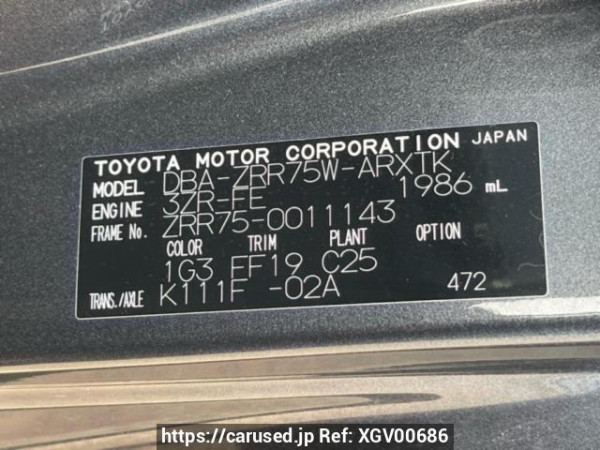 TOYOTA MOTOR CORPORATION JAPAN
MODEL DBA-ZRR75W-ARXTK
ENGINE 3ZR-FE 1986 mL
FRAME No. ZRR75-0011143
COLOR TRIM PLANT OPTION
1G3 FF19 C25
TRANS./AXLE K111F -02A 472
https://carused.jp Ref: XGV00686